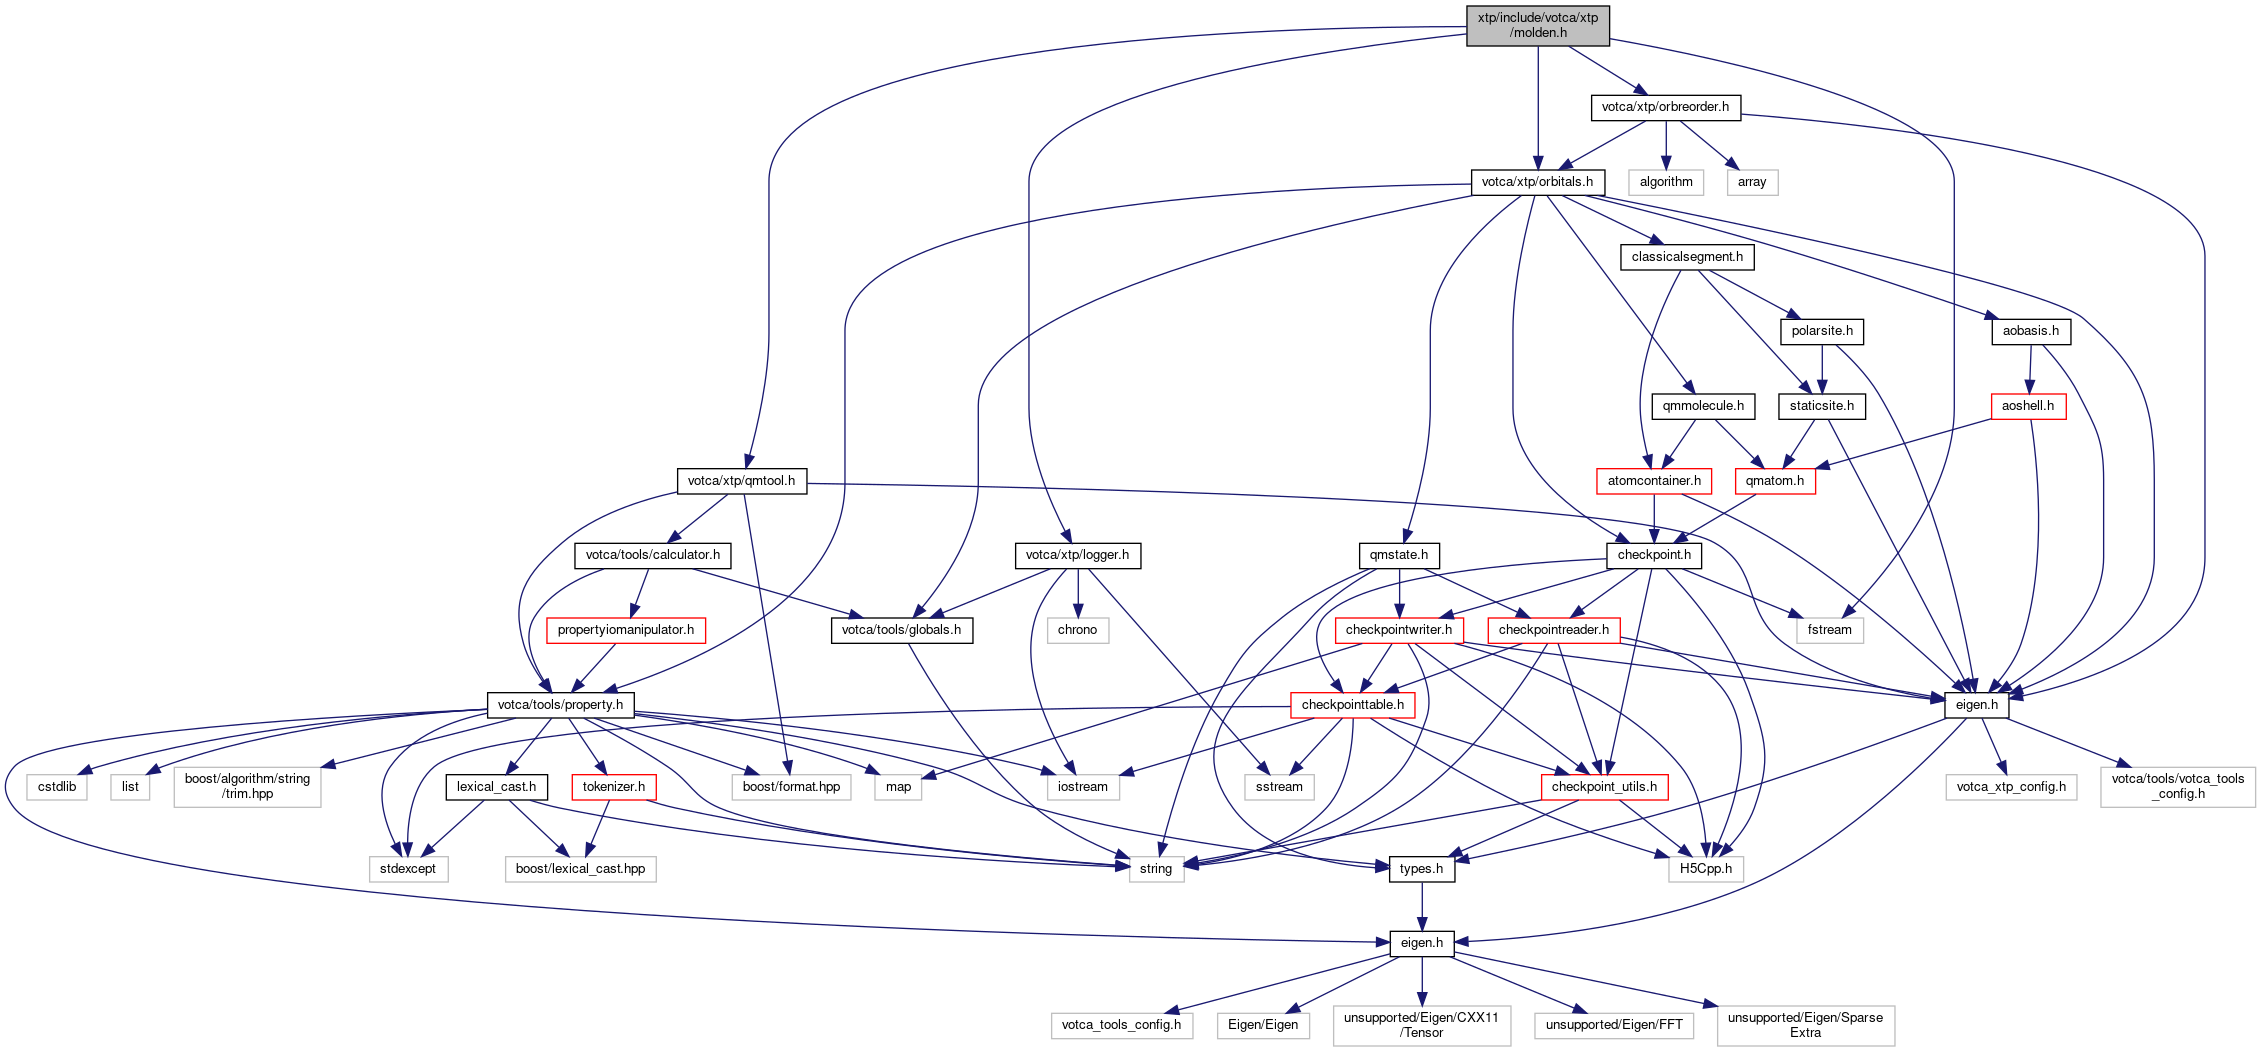 xtp/include/votca/xtp
/molden.h
votca/xtp/orbreorder.h
votca/xtp/orbitals.h
algorithm
array
classicalsegment.h
polarsite.h
aobasis.h
qmmolecule.h
staticsite.h
aoshell.h
votca/xtp/qmtool.h
atomcontainer.h
qmatom.h
votca/tools/calculator.h
votca/xtp/logger.h
qmstate.h
checkpoint.h
propertyiomanipulator.h
votca/tools/globals.h
chrono
checkpointwriter.h
checkpointreader.h
fstream
votca/tools/property.h
checkpointtable.h
eigen.h
cstdlib
list
boost/algorithm/string
/trim.hpp
lexical_cast.h
tokenizer.h
boost/format.hpp
map
iostream
sstream
checkpoint_utils.h
votca_xtp_config.h
votca/tools/votca_tools
_config.h
stdexcept
boost/lexical_cast.hpp
string
types.h
H5Cpp.h
eigen.h
votca_tools_config.h
Eigen/Eigen
unsupported/Eigen/CXX11
/Tensor
unsupported/Eigen/FFT
unsupported/Eigen/Sparse
Extra